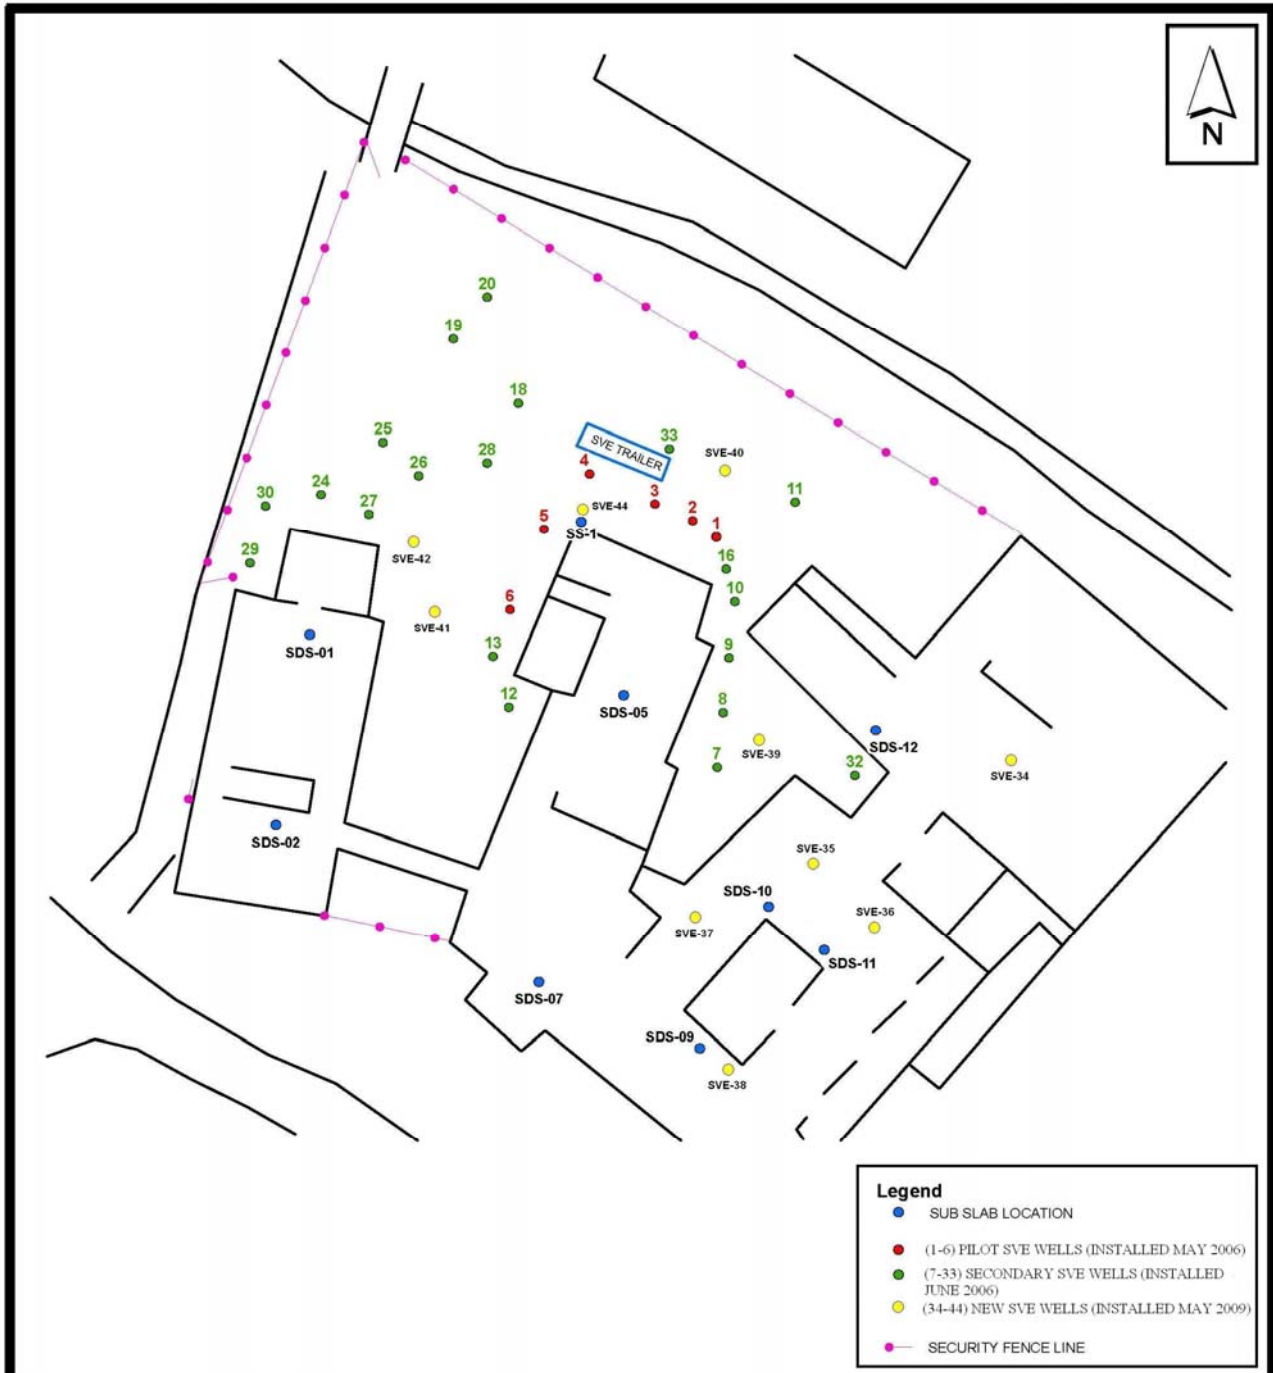 N
20
19
18
25
33
28
SVE TRAILER
SVE-40
26
4
24
30
3
11
27
SVE-44
2
5
SS-1
1
SVE-42
29
16
10
6
SVE-41
SDS-01
13
9
12
SDS-05
8
SDS-12
SVE-39
7
32
SVE-34
SDS-02
SVE-35
SDS-10
SVE-36
SVE-37
SDS-11
SDS-07
SDS-09
SVE-38
Legend
SUB SLAB LOCATION
(1-6) PILOT SVE WELLS (INSTALLED MAY 2006)
(7-33) SECONDARY SVE WELLS (INSTALLED
JUNE 2006)
(34-44) NEW SVE WELLS (INSTALLED MAY 2009)
SECURITY FENCE LINE